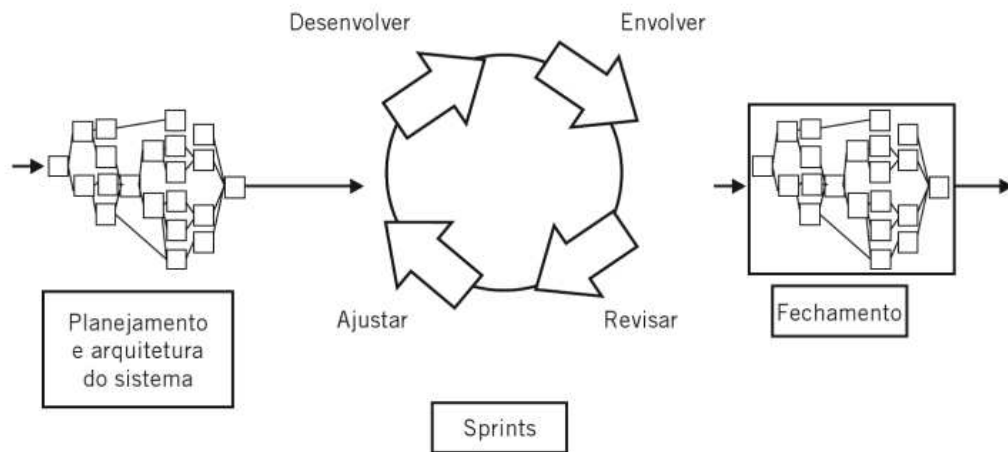 Desenvolver
Envolver
Ajustar
Revisar
Planejamento
e arquitetura
do sistema
Fechamento
Sprints